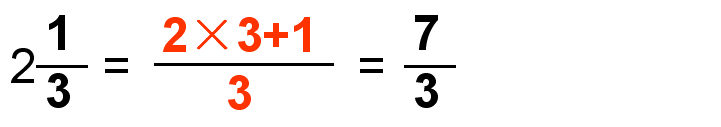 2 1/3 = (2×3+1)/3 = 7/3